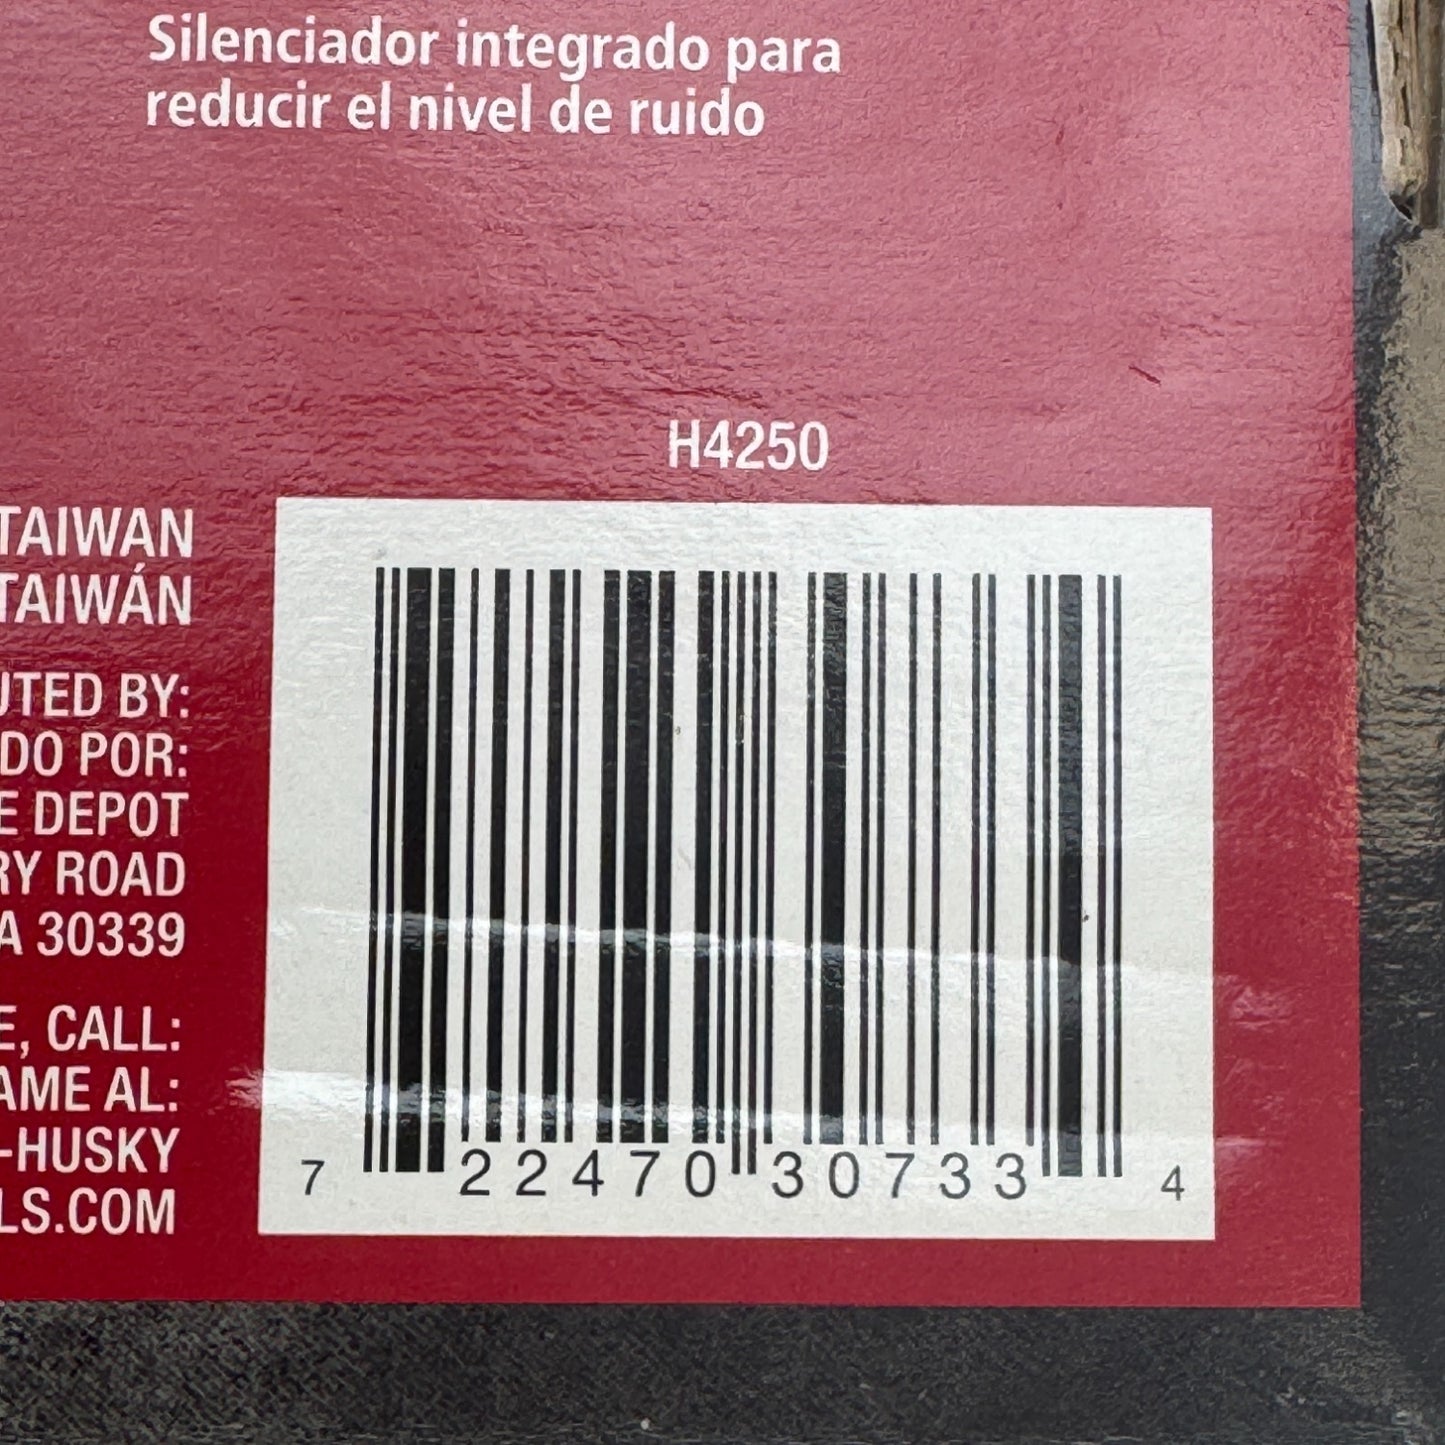 Silenciador integrado para
reducir el nivel de ruido
H4250
TAIWAN
TAIWÁN
UTED BY:
DO POR:
E DEPOT
RY ROAD
A 30339
E, CALL:
AME AL:
-HUSKY
LS.COM
7 22470 30733 4